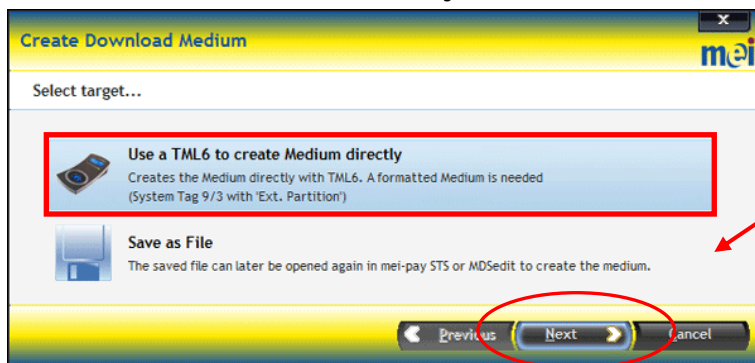 x
Create Download Medium
mei
Select target...
Use a TML6 to create Medium directly
Creates the Medium directly with TML6. A formatted Medium is needed
(System Tag 9/3 with 'Ext. Partition')
Save as File
The saved file can later be opened again in mei-pay STS or MDSedit to create the medium.
Previous Next Cancel